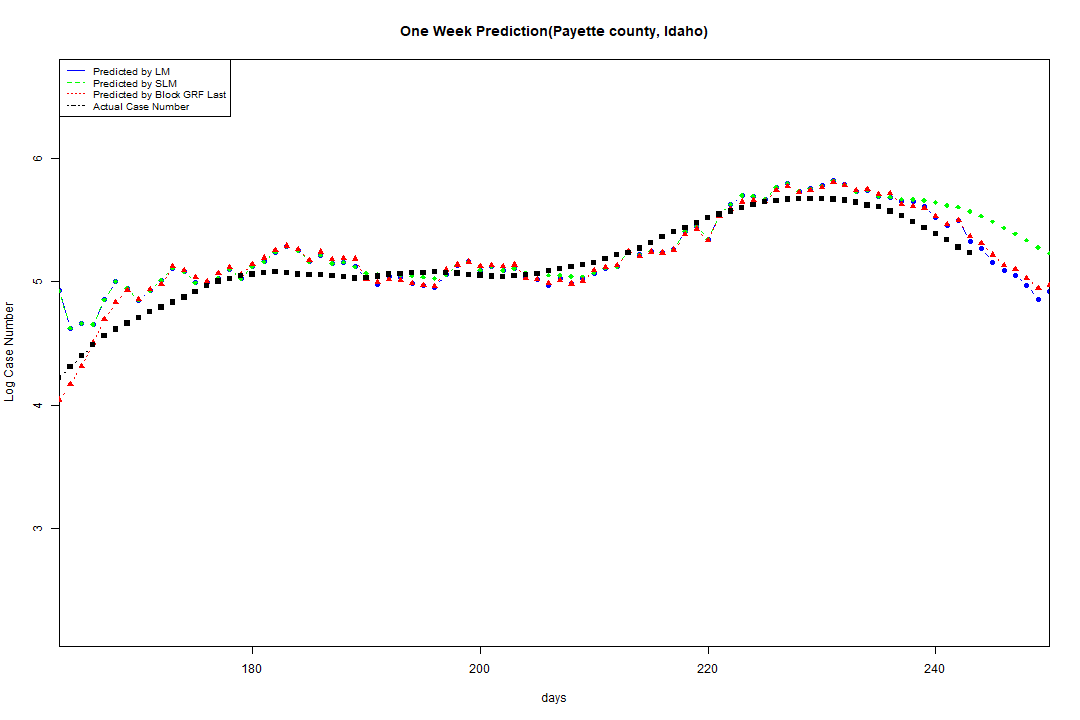 One Week Prediction(Payette county, Idaho)
Predicted by LM
Predicted by SLM
Predicted by Block GRF Last
Actual Case Number
6
5
4
3
Log Case Number
180 200 220 240
days